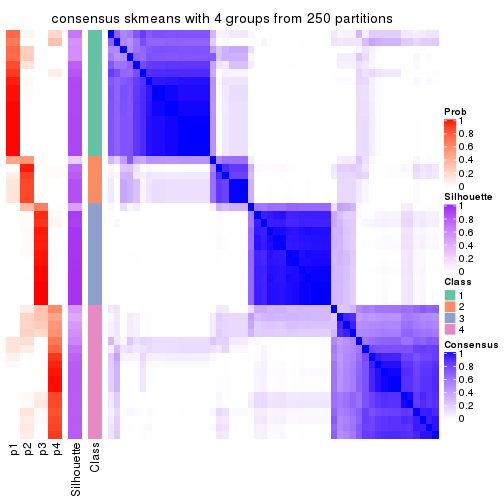 consensus skmeans with 4 groups from 250 partitions
p1
p2
p3
p4
Silhouette
Class
Prob
1
0.8
0.6
0.4
0.2
0
Silhouette
1
0.8
0.6
0.4
0.2
0
Class
1
2
3
4
Consensus
1
0.8
0.6
0.4
0.2
0